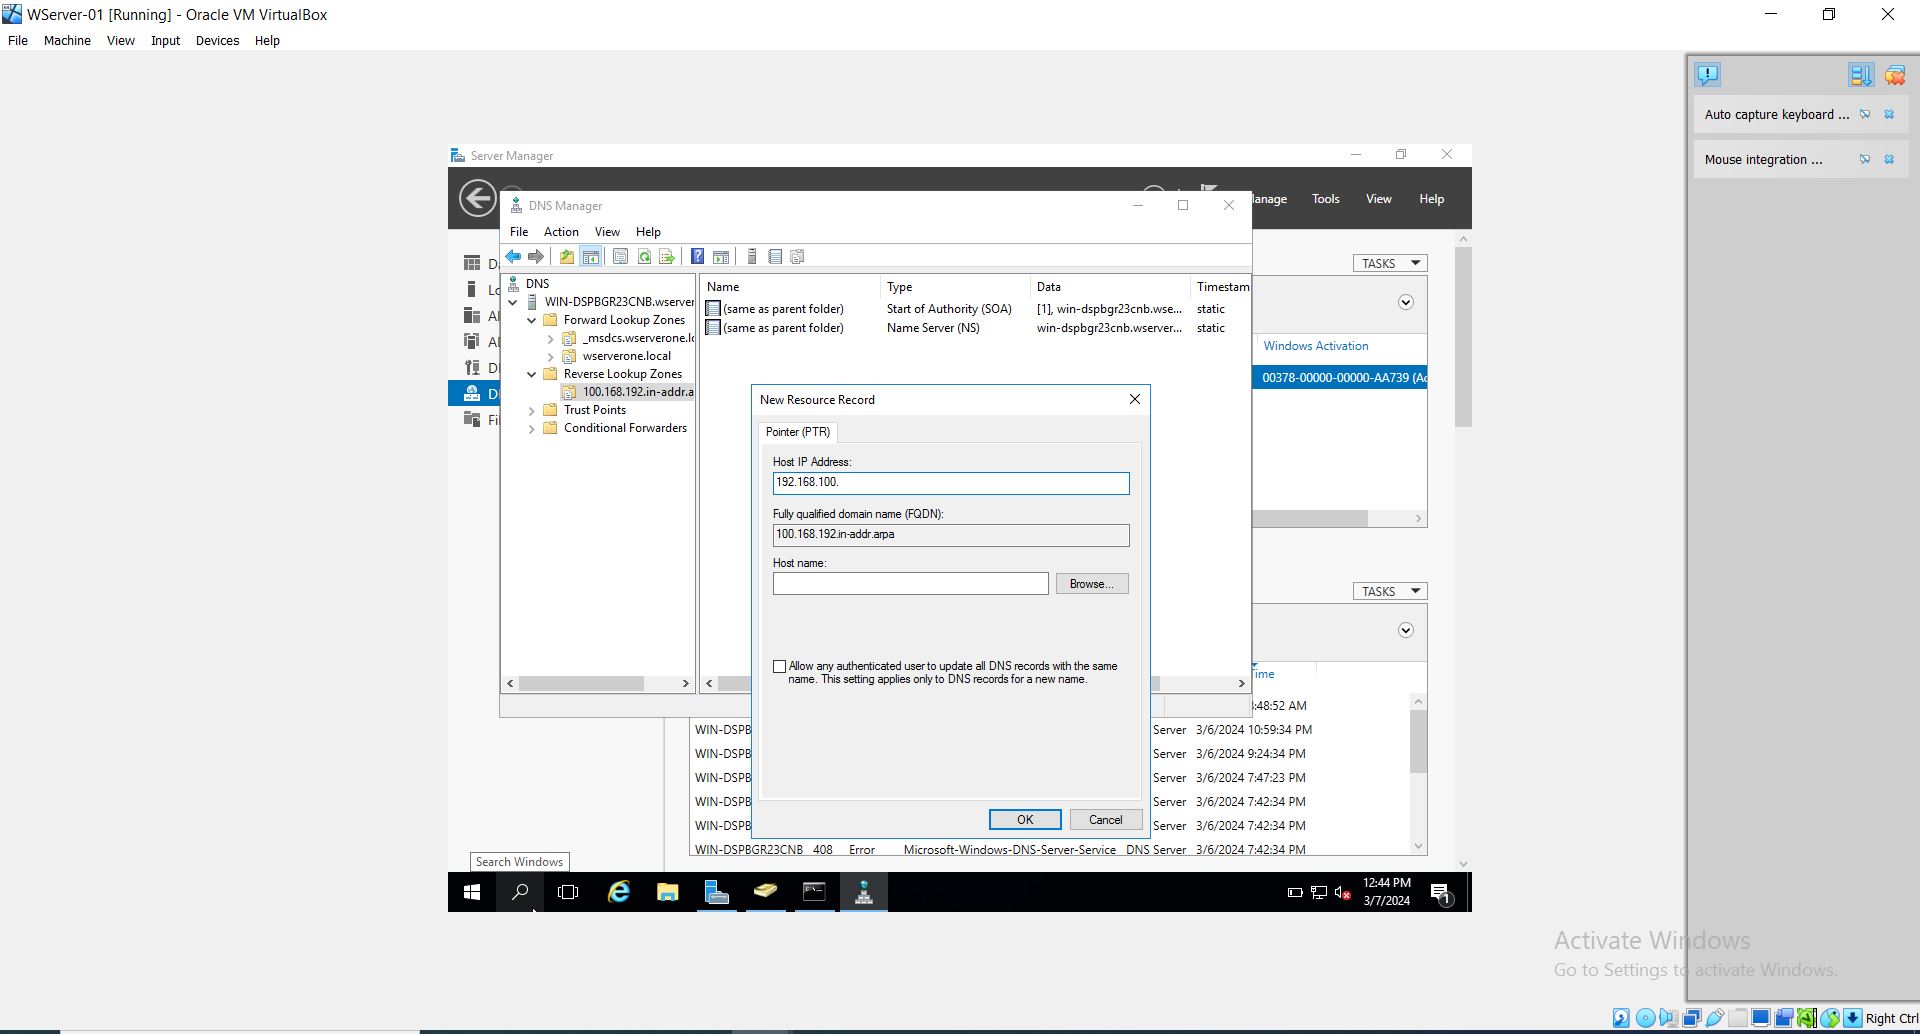 WServer-01 [Running] - Oracle VM VirtualBox
File Machine View Input Devices Help
Auto capture keyboard ...
Mouse integration ...
Server Manager
Manage Tools View Help
DNS Manager
File Action View Help
TASKS
DNS
WIN-DSPBGR23CNB.wserver
Forward Lookup Zones
_msdcs.wserverone.lo
wserverone.local
Reverse Lookup Zones
100.168.192.in-addr.a
Trust Points
Conditional Forwarders
Name Type Data Timestam
(same as parent folder) Start of Authority (SOA) [1], win-dspbgr23cnb.wse... static
(same as parent folder) Name Server (NS) win-dspbgr23cnb.wserver... static
Windows Activation
00378-00000-00000-AA739 (Ac
New Resource Record
Pointer (PTR)
Host IP Address:
192.168.100.
Fully qualified domain name (FQDN):
100.168.192.in-addr.arpa
Host name:
Browse...
Allow any authenticated user to update all DNS records with the same
name. This setting applies only to DNS records for a new name.
OK Cancel
TASKS
Time
:48:52 AM
WIN-DSPB Server 3/6/2024 10:59:34 PM
WIN-DSPB Server 3/6/2024 9:24:34 PM
WIN-DSPB Server 3/6/2024 7:47:23 PM
WIN-DSPB Server 3/6/2024 7:42:34 PM
WIN-DSPB Server 3/6/2024 7:42:34 PM
WIN-DSPBGR23CNB 408 Error Microsoft-Windows-DNS-Server-Service DNS Server 3/6/2024 7:42:34 PM
Search Windows
12:44 PM
3/7/2024
1
Activate Windows
Go to Settings to activate Windows.
Right Ctrl